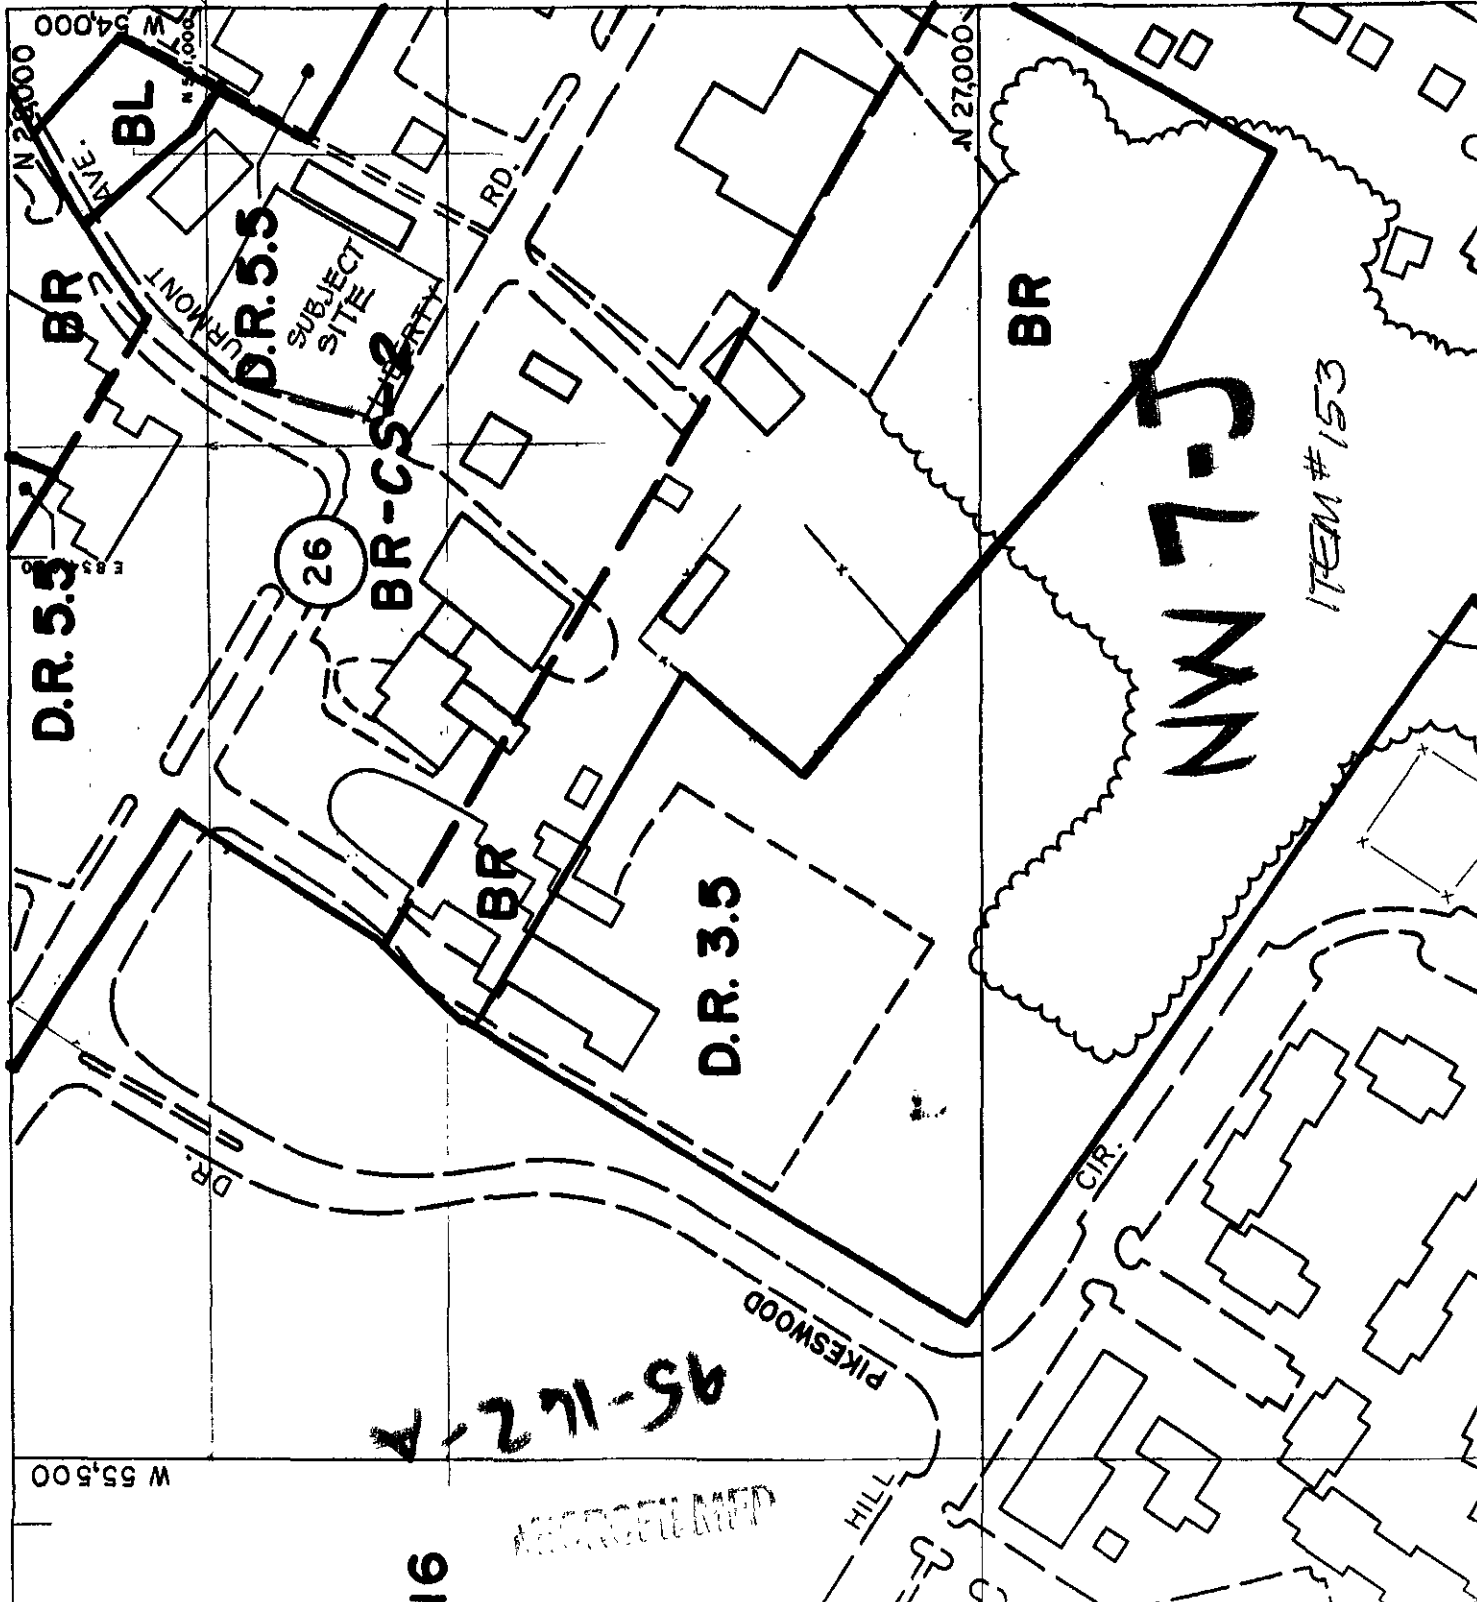 W 54,000
N 28,000
BL
AVE.
BR
URMONT
D.R. 5.5
SUBJECT
SITE
LIBERTY
RD.
N 27,000
BR
D.R. 5.5
26
BR-CS-2
NW 7-J
ITEM #153
BR
D.R. 3.5
DR.
PIKESWOOD
CIR.
95-162-A
W 55,500
MICROFILMED
HILL
16